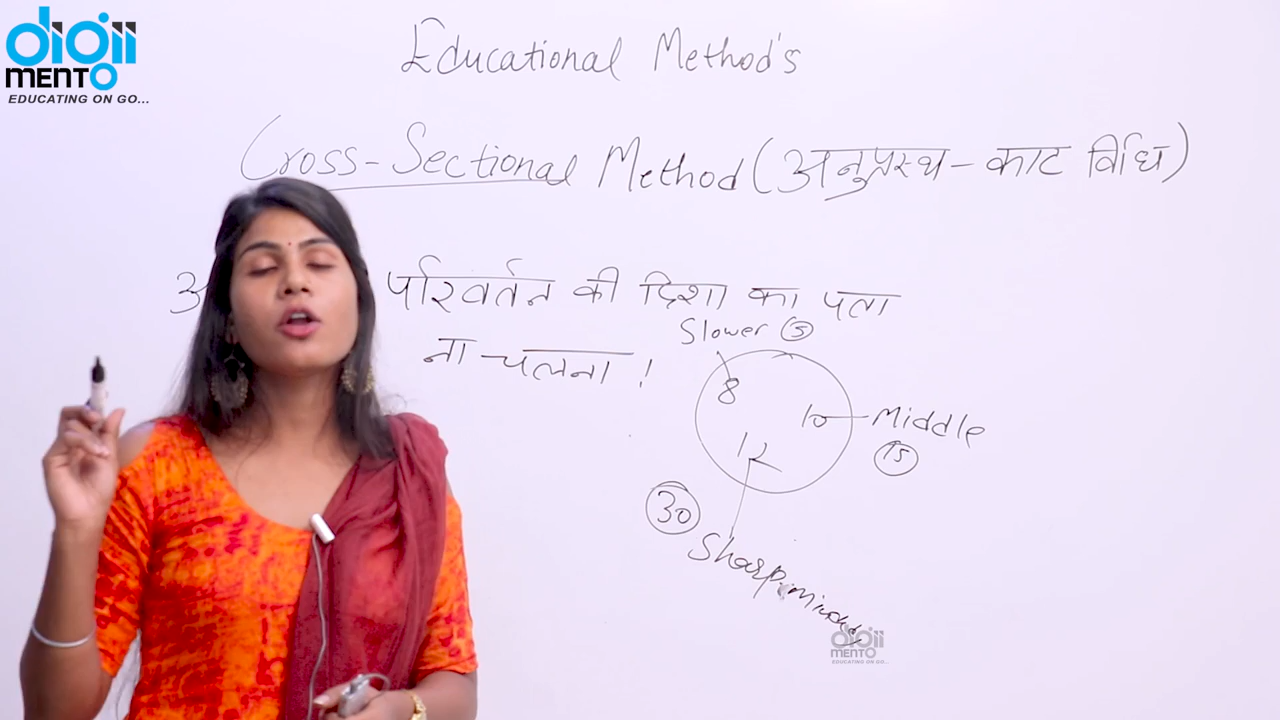 digii
MENTO
EDUCATING ON GO...
Educational Method's
Cross-Sectional Method (अनुप्रस्थ-काट विधि)
परिवर्तन की दिशा का पता
ना चलना!
Slower 5
8
10 Middle
15
12
30
Sharp
digii
MENTO
EDUCATING ON GO...